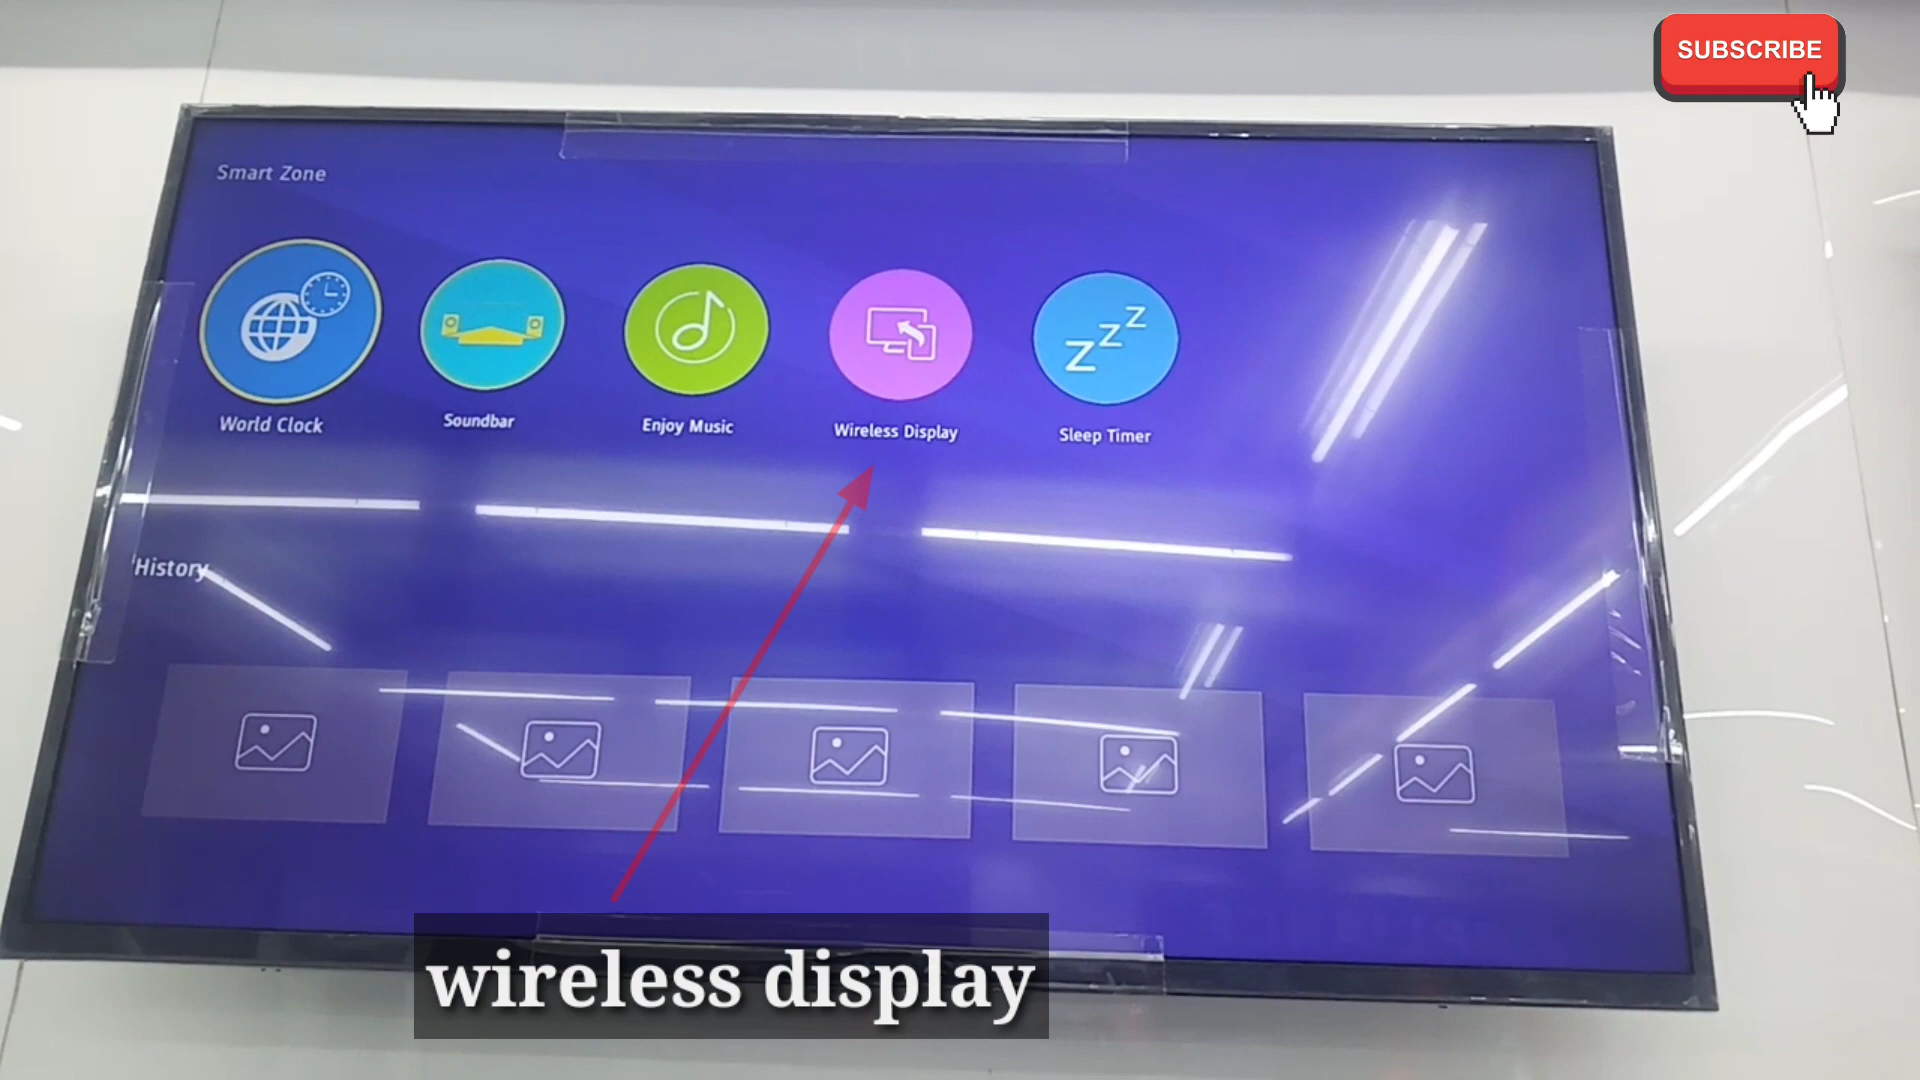 SUBSCRIBE
Smart Zone
World Clock
Soundbar
Enjoy Music
Wireless Display
Sleep Timer
History
wireless display